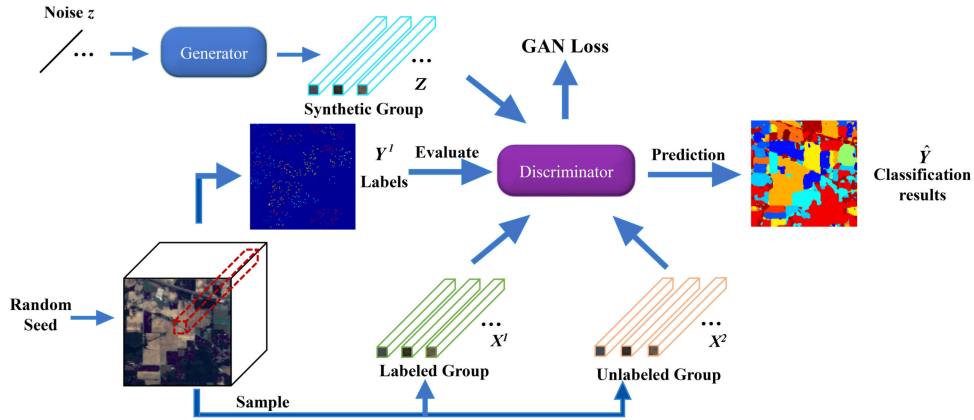 Noise z
...
Generator
...
Z
Synthetic Group
GAN Loss
Y¹
Labels
Evaluate
Discriminator
Prediction
Ŷ
Classification
results
Random
Seed
...
X¹
Labeled Group
...
X²
Unlabeled Group
Sample